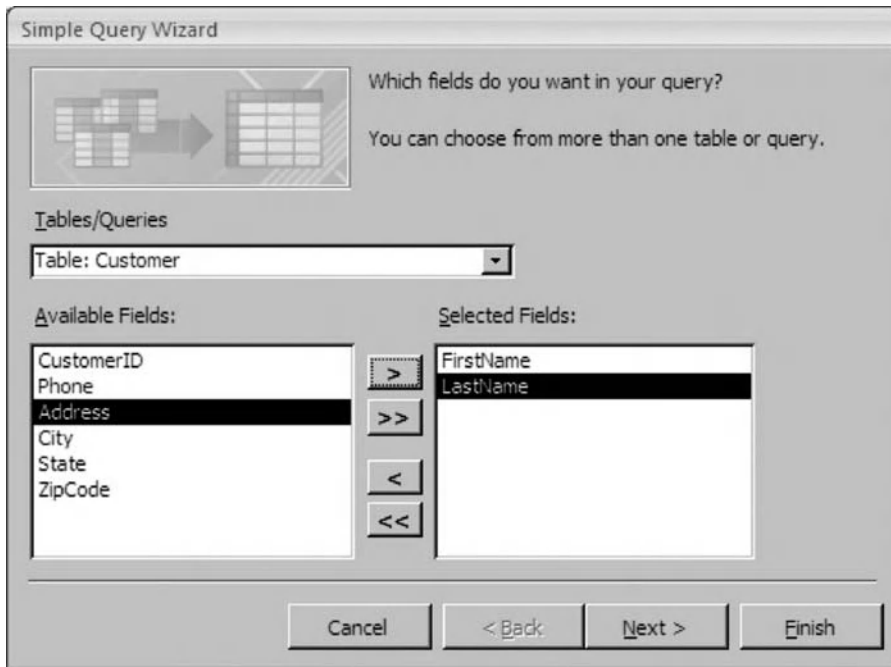 Simple Query Wizard
Which fields do you want in your query?
You can choose from more than one table or query.
Tables/Queries
Table: Customer
Available Fields:
Selected Fields:
CustomerID
Phone
Address
City
State
ZipCode
>
>>
<
<<
FirstName
LastName
Cancel
< Back
Next >
Finish